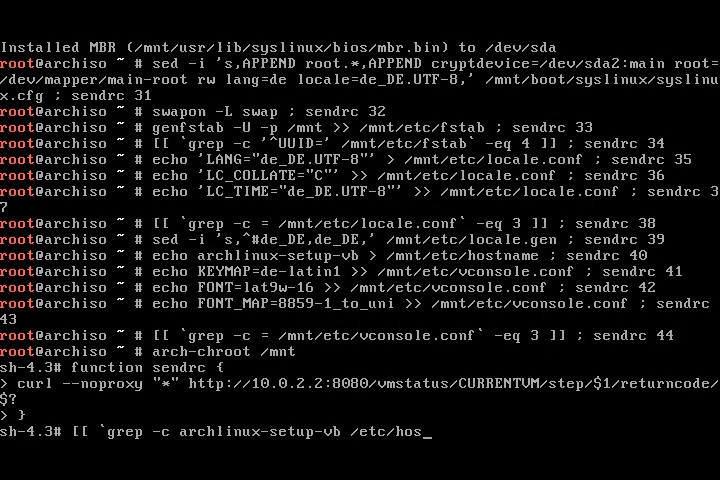 Installed MBR (/mnt/usr/lib/syslinux/bios/mbr.bin) to /dev/sda
root@archiso ~ # sed -i 's,APPEND root.*,APPEND cryptdevice=/dev/sda2:main root=
/dev/mapper/main-root rw lang=de locale=de_DE.UTF-8,' /mnt/boot/syslinux/syslinu
x.cfg ; sendrc 31
root@archiso ~ # swapon -L swap ; sendrc 32
root@archiso ~ # genfstab -U -p /mnt >> /mnt/etc/fstab ; sendrc 33
root@archiso ~ # [[ `grep -c '^UUID=' /mnt/etc/fstab` -eq 4 ]] ; sendrc 34
root@archiso ~ # echo 'LANG="de_DE.UTF-8"' > /mnt/etc/locale.conf ; sendrc 35
root@archiso ~ # echo 'LC_COLLATE="C"' >> /mnt/etc/locale.conf ; sendrc 36
root@archiso ~ # echo 'LC_TIME="de_DE.UTF-8"' >> /mnt/etc/locale.conf ; sendrc 3
7
root@archiso ~ # [[ `grep -c = /mnt/etc/locale.conf` -eq 3 ]] ; sendrc 38
root@archiso ~ # sed -i 's,^#de_DE,de_DE,' /mnt/etc/locale.gen ; sendrc 39
root@archiso ~ # echo archlinux-setup-vb > /mnt/etc/hostname ; sendrc 40
root@archiso ~ # echo KEYMAP=de-latin1 >> /mnt/etc/vconsole.conf ; sendrc 41
root@archiso ~ # echo FONT=lat9w-16 >> /mnt/etc/vconsole.conf ; sendrc 42
root@archiso ~ # echo FONT_MAP=8859-1_to_uni >> /mnt/etc/vconsole.conf ; sendrc
43
root@archiso ~ # [[ `grep -c = /mnt/etc/vconsole.conf` -eq 3 ]] ; sendrc 44
root@archiso ~ # arch-chroot /mnt
sh-4.3# function sendrc {
> curl --noproxy "*" http://10.0.2.2:8080/vmstatus/CURRENTVM/step/$1/returncode/
$?
> }
sh-4.3# [[ `grep -c archlinux-setup-vb /etc/hos_